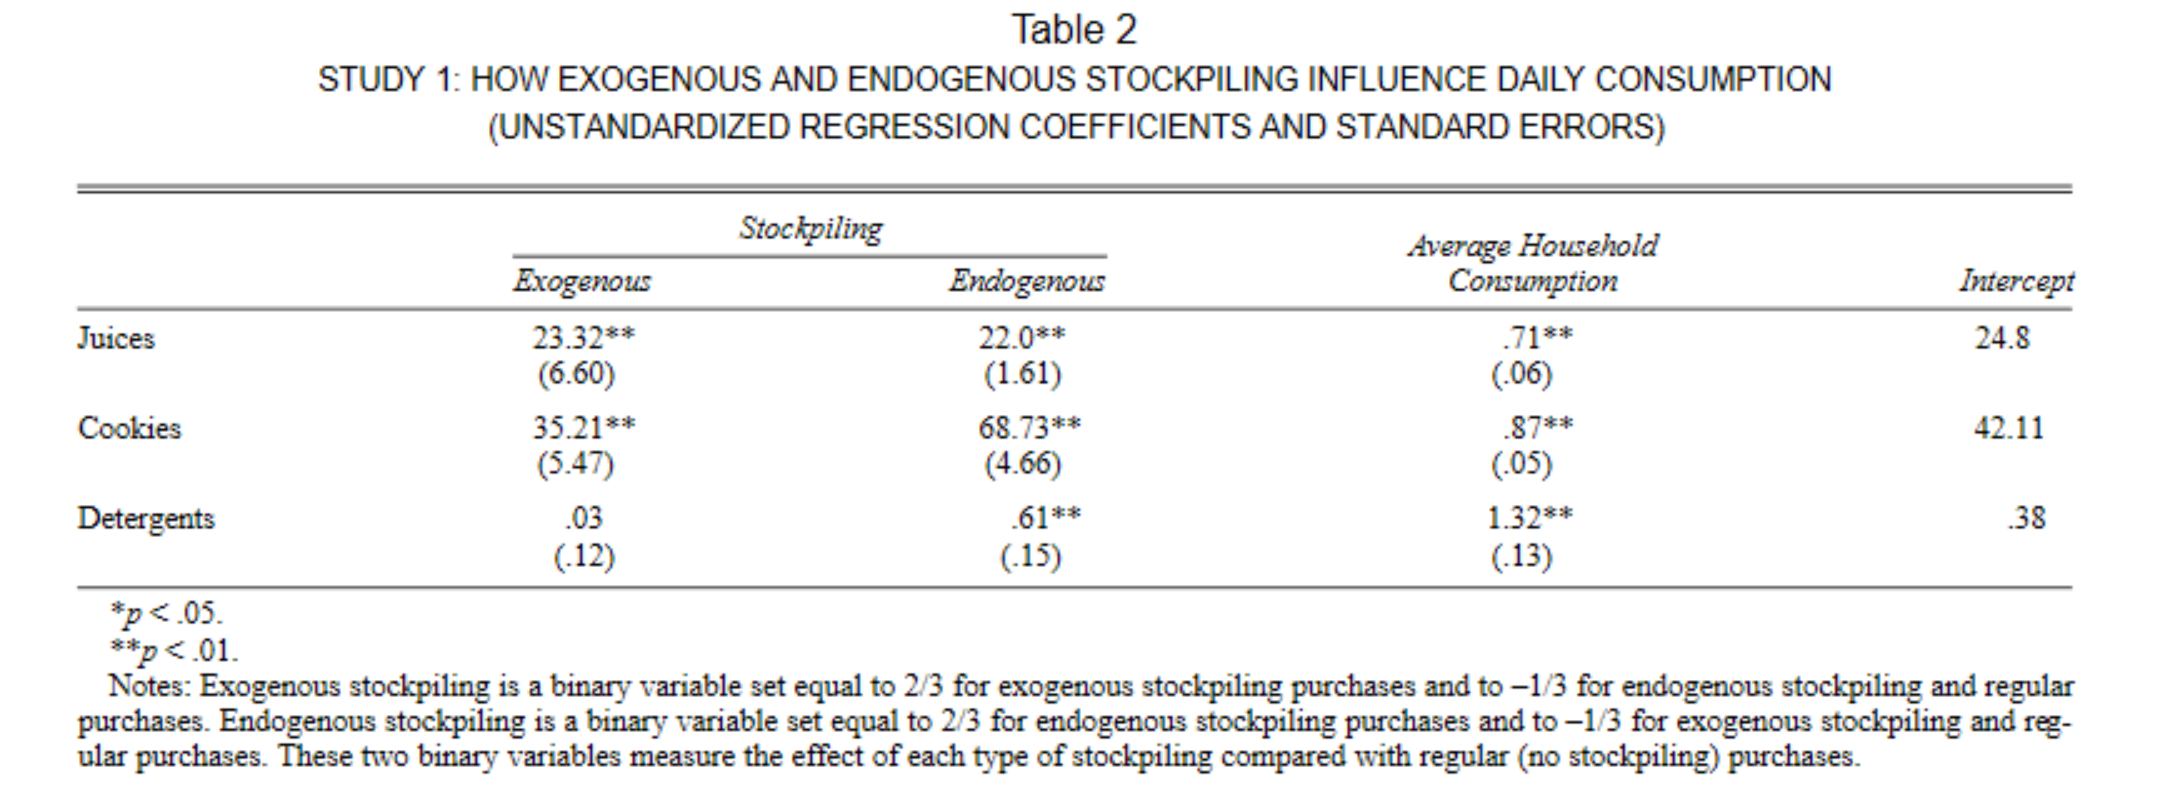 Table 2
STUDY 1: HOW EXOGENOUS AND ENDOGENOUS STOCKPILING INFLUENCE DAILY CONSUMPTION
(UNSTANDARDIZED REGRESSION COEFFICIENTS AND STANDARD ERRORS)
Stockpiling
Average Household
Exogenous Endogenous Consumption Intercept
Juices 23.32** 22.0** .71** 24.8
(6.60) (1.61) (.06)
Cookies 35.21** 68.73** .87** 42.11
(5.47) (4.66) (.05)
Detergents .03 .61** 1.32** .38
(.12) (.15) (.13)
*p < .05.
**p < .01.
Notes: Exogenous stockpiling is a binary variable set equal to 2/3 for exogenous stockpiling purchases and to –1/3 for endogenous stockpiling and regular
purchases. Endogenous stockpiling is a binary variable set equal to 2/3 for endogenous stockpiling purchases and to –1/3 for exogenous stockpiling and reg-
ular purchases. These two binary variables measure the effect of each type of stockpiling compared with regular (no stockpiling) purchases.